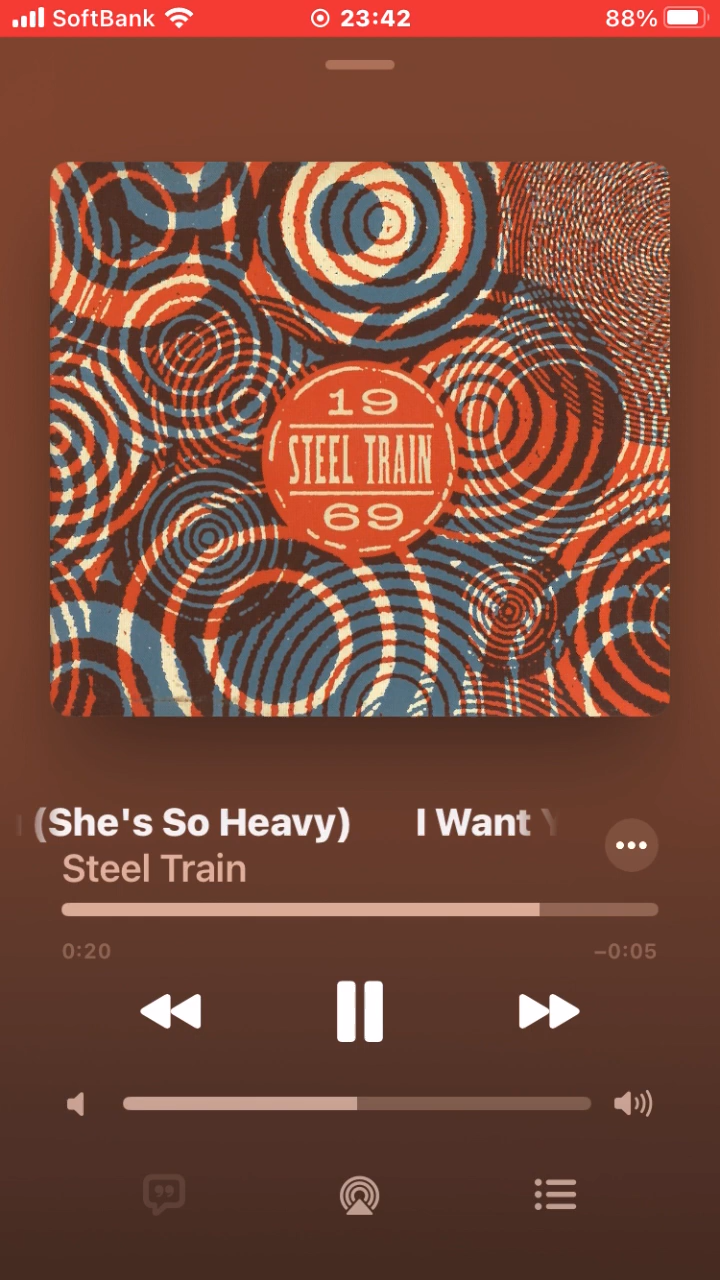 SoftBank 23:42 88%
19
STEEL TRAIN
69
(She's So Heavy) I Want
Steel Train
0:20 −0:05